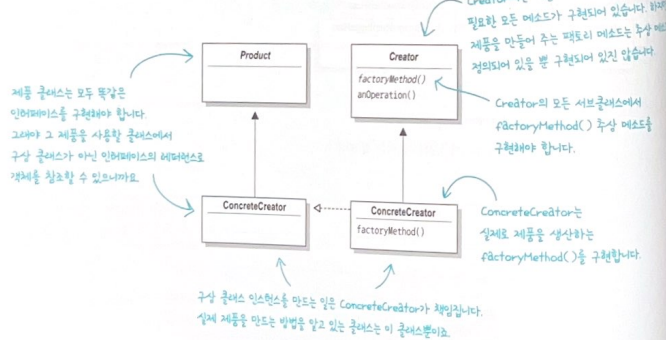 필요한 모든 메소드가 구현되어 있습니다. 하지만
제품을 만들어 주는 팩토리 메소드는 추상 메소
정의되어 있을 뿐 구현되어 있진 않습니다
Product
Creator
factoryMethod()
anOperation()
제품 클래스는 모두 똑같은
인터페이스를 구현해야 합니다.
그래야 그 제품을 사용할 클래스에서
구상 클래스가 아닌 인터페이스의 레퍼런스로
객체를 참조할 수 있으니까요
Creator의 모든 서브클래스에서
factoryMethod() 추상 메소드를
구현해야 합니다.
ConcreteCreator
ConcreteCreator
factoryMethod()
ConcreteCreator는
실제로 제품을 생산하는
factoryMethod()를 구현합니다.
구상 클래스 인스턴스를 만드는 일은 ConcreteCreator가 책임집니다.
실제 제품을 만드는 방법을 알고 있는 클래스는 이 클래스뿐이죠.